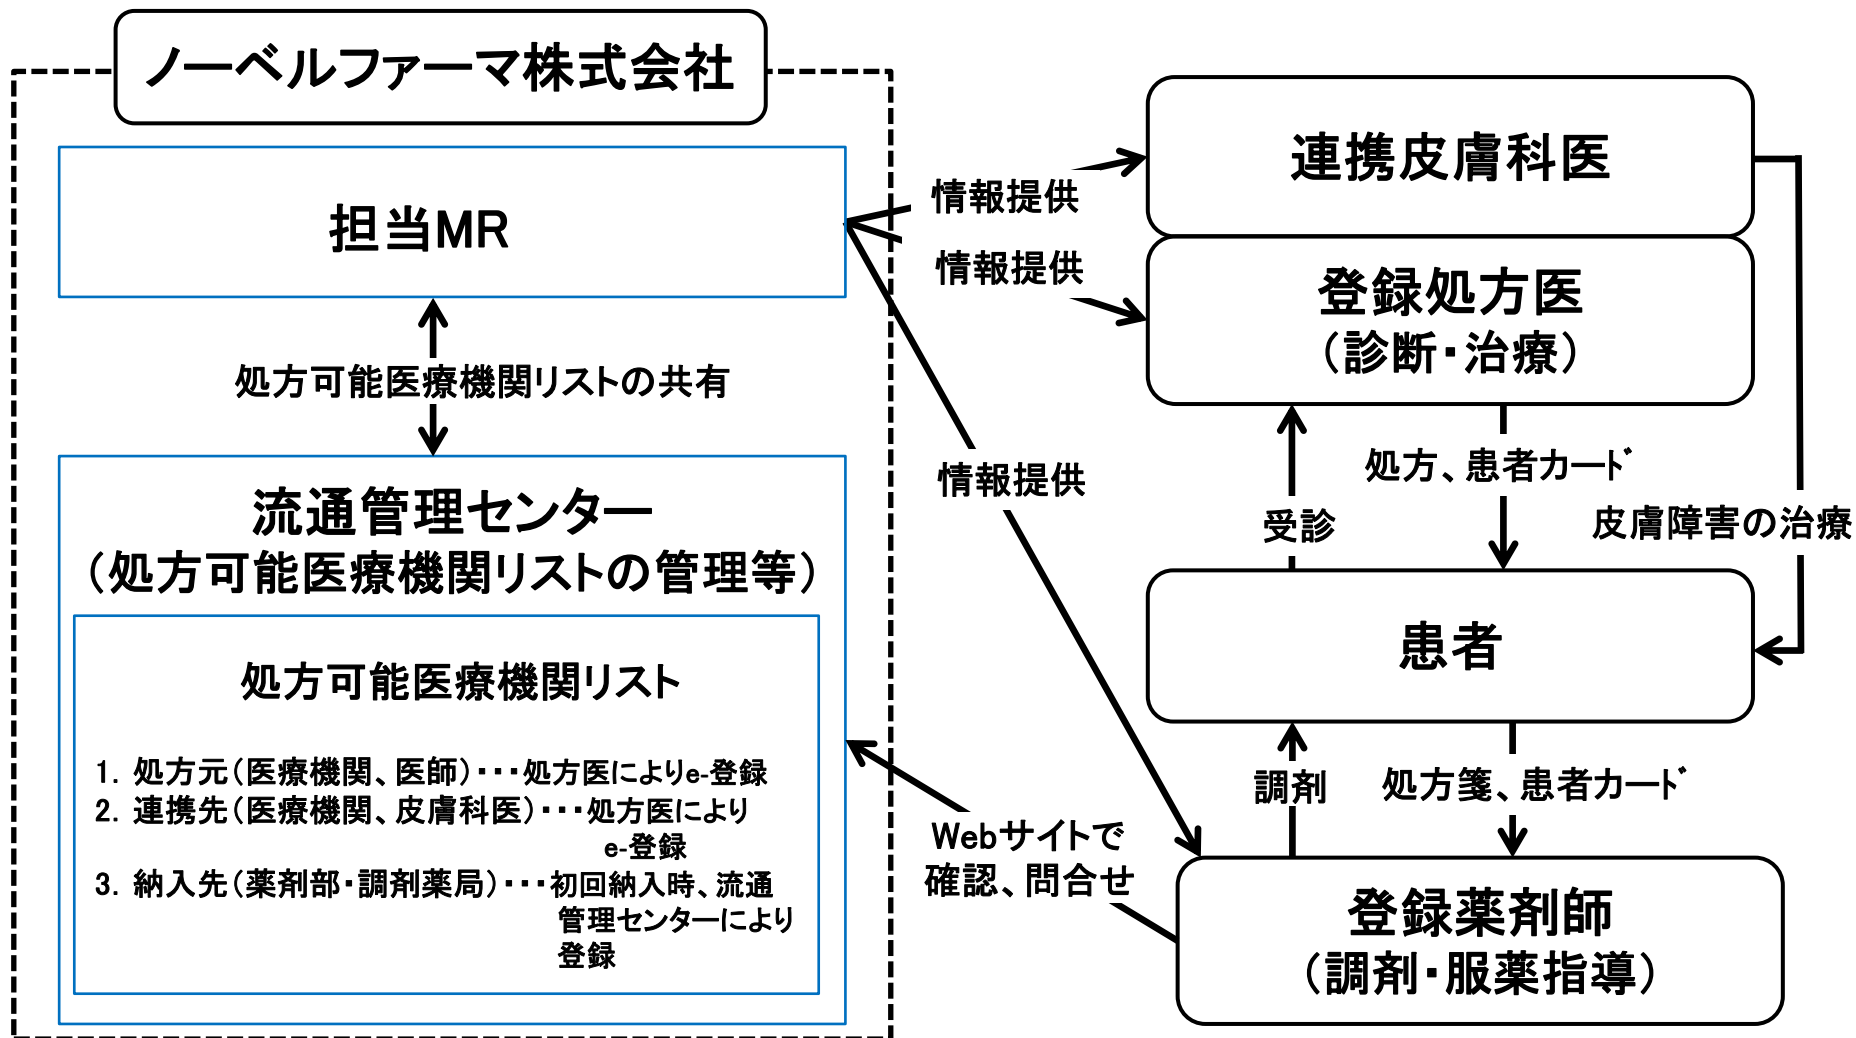 ノーベルファーマ株式会社
担当MR
処方可能医療機関リストの共有
流通管理センター
（処方可能医療機関リストの管理等）
処方可能医療機関リスト
1. 処方元（医療機関、医師）・・・処方医によりe-登録
2. 連携先（医療機関、皮膚科医）・・・処方医により
e-登録
3. 納入先（薬剤部・調剤薬局）・・・初回納入時、流通
管理センターにより
登録
情報提供
情報提供
情報提供
Webサイトで
確認、問合せ
連携皮膚科医
登録処方医
（診断・治療）
受診
処方、患者ｶｰﾄﾞ
皮膚障害の治療
患者
調剤
処方箋、患者ｶｰﾄﾞ
登録薬剤師
（調剤・服薬指導）